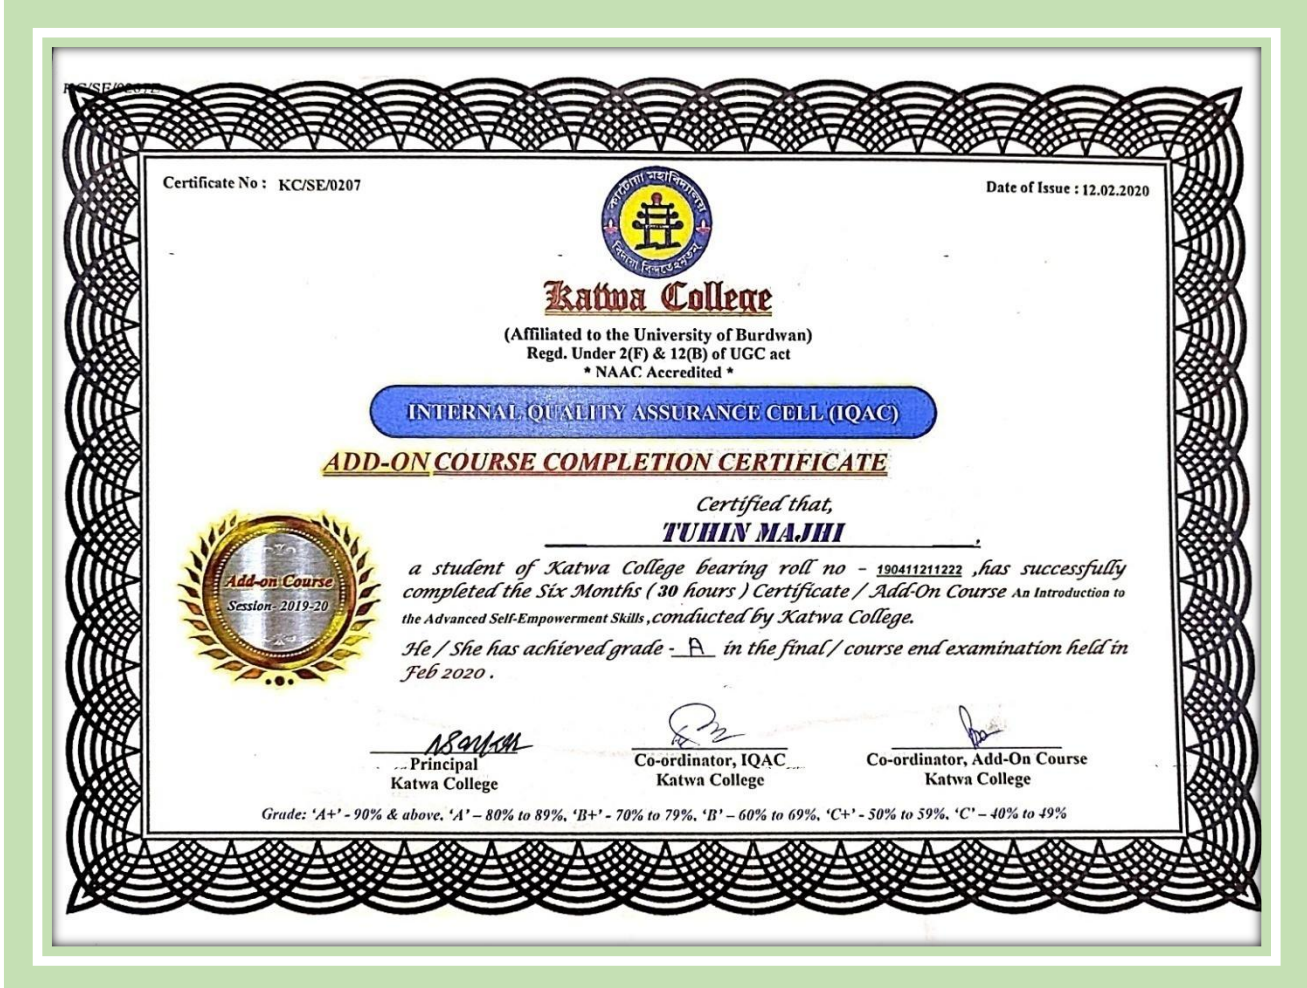 KC/SE/0207
Certificate No : KC/SE/0207
Date of Issue : 12.02.2020
কাটোয়া মহাবিদ্যালয়
Katwa College
(Affiliated to the University of Burdwan)
Regd. Under 2(F) & 12(B) of UGC act
* NAAC Accredited *
INTERNAL QUALITY ASSURANCE CELL (IQAC)
ADD-ON COURSE COMPLETION CERTIFICATE
Certified that,
TUHIN MAJHI ,
a student of Katwa College bearing roll no - 190411211222 ,has successfully
completed the Six Months ( 30 hours ) Certificate / Add-On Course An Introduction to
the Advanced Self-Empowerment Skills ,conducted by Katwa College.
He / She has achieved grade - A in the final / course end examination held in
Feb 2020 .
Add-on Course
Session- 2019-20
Principal
Katwa College
Co-ordinator, IQAC
Katwa College
Co-ordinator, Add-On Course
Katwa College
Grade: ‘A+’ - 90% & above, ‘A’ – 80% to 89%, ‘B+’ - 70% to 79%, ‘B’ – 60% to 69%, ‘C+’ - 50% to 59%, ‘C’ – 40% to 49%